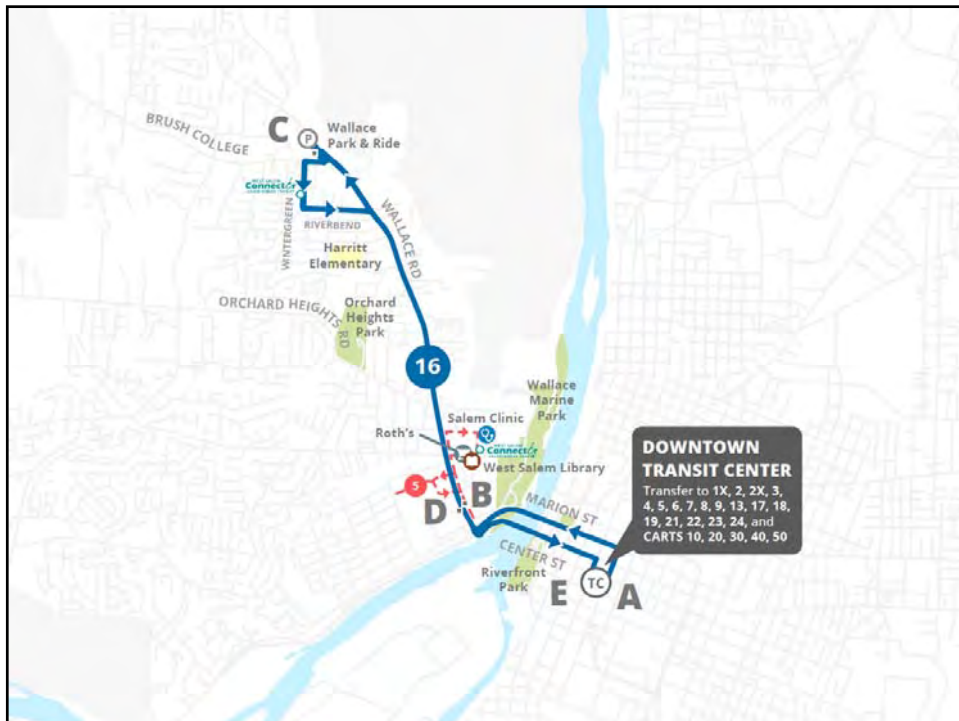 BRUSH COLLEGE
C
P
Wallace
Park & Ride
Connector
WINTERGREEN
RIVERBEND
WALLACE RD
Harritt
Elementary
ORCHARD HEIGHTS RD
Orchard
Heights
Park
16
Wallace
Marine
Park
Salem Clinic
Roth's
Connector
West Salem Library
5
D
B
DOWNTOWN
TRANSIT CENTER
Transfer to 1X, 2, 2X, 3,
4, 5, 6, 7, 8, 9, 13, 17, 18,
19, 21, 22, 23, 24, and
CARTS 10, 20, 30, 40, 50
MARION ST
CENTER ST
Riverfront
Park
E
TC
A